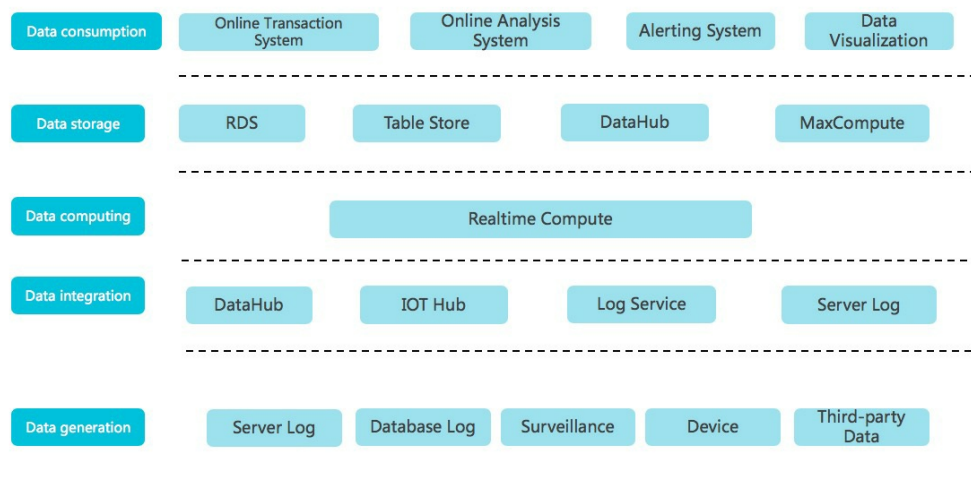 Data consumption
Online Transaction
System
Online Analysis
System
Alerting System
Data
Visualization
Data storage
RDS
Table Store
DataHub
MaxCompute
Data computing
Realtime Compute
Data integration
DataHub
IOT Hub
Log Service
Server Log
Data generation
Server Log
Database Log
Surveillance
Device
Third-party
Data